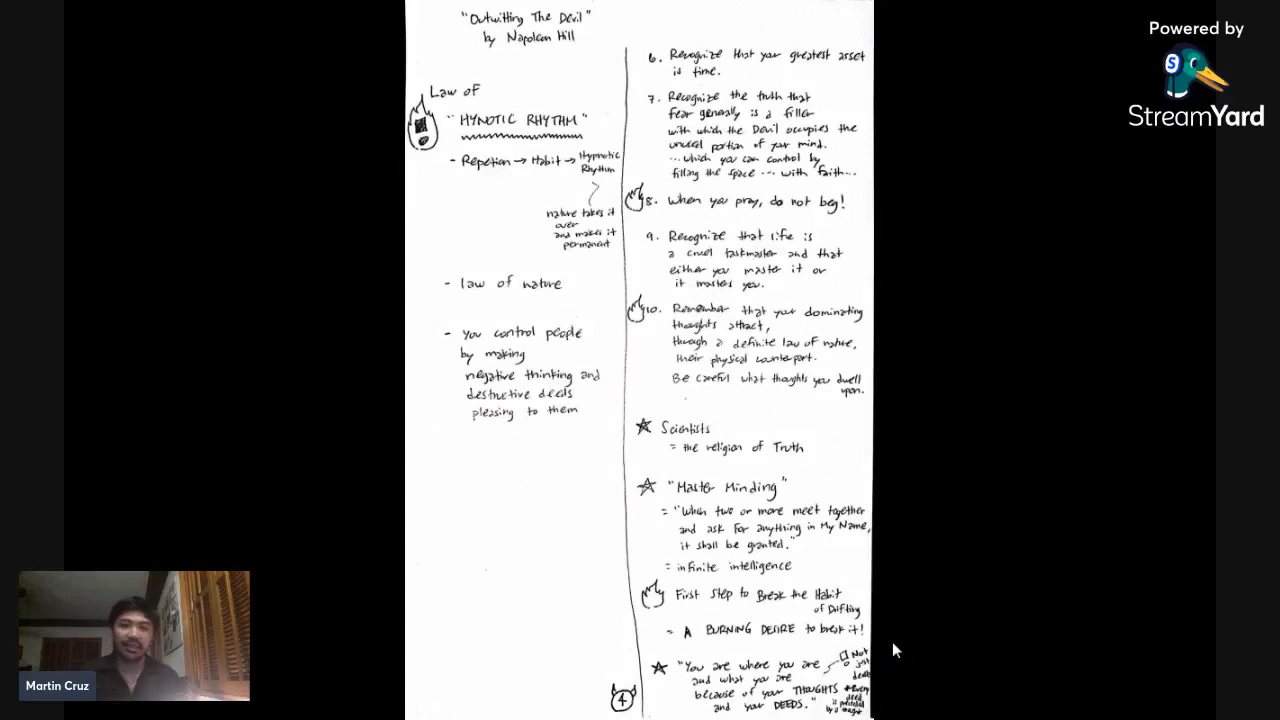 "Outwitting The Devil"
by Napoleon Hill
Law of
"HYNOTIC RHYTHM"
- Repetion → Habit → Hypnotic
Rhythm
nature takes it
over
and makes it
permanent
- law of nature
- You control people
by making
negative thinking and
destructive deeds
pleasing to them
6. Recognize that your greatest asset
is time.
7. Recognize the truth that
fear generally is a filler
with which the Devil occupies the
unused portion of your mind.
...which you can control by
filling the space ... with faith...
8. When you pray, do not beg!
9. Recognize that life is
a cruel taskmaster and that
either you master it or
it masters you.
10. Remember that your dominating
thoughts attract,
through a definite law of nature,
their physical counterpart.
Be careful what thoughts you dwell
upon.
Scientists
= the religion of Truth
"Master Minding"
= "When two or more meet together
and ask for anything in My Name,
it shall be granted."
= infinite intelligence
First Step to Break the Habit
of Drifting
= A BURNING DESIRE to break it!
"You are where you are
and what you are
because of your THOUGHTS
and your DEEDS."
Not
just
deeds
*Every
deed
is preceded
by a thought
4
Powered by
S
StreamYard
Martin Cruz